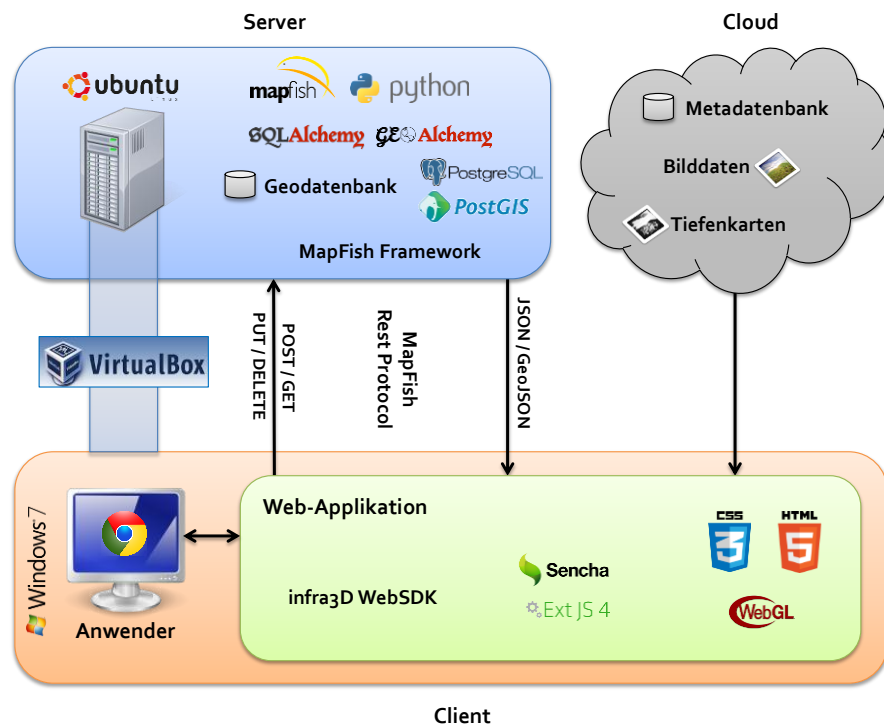 Server
Cloud
ubuntu
mapfish
python
SQLAlchemy
GEOAlchemy
Geodatenbank
PostgreSQL
PostGIS
MapFish Framework
Metadatenbank
Bilddaten
Tiefenkarten
VirtualBox
POST / GET
PUT / DELETE
MapFish
Rest Protocol
JSON / GeoJSON
Windows 7
Anwender
Web-Applikation
infra3D WebSDK
Sencha
Ext JS 4
CSS
3
HTML
5
WebGL
Client